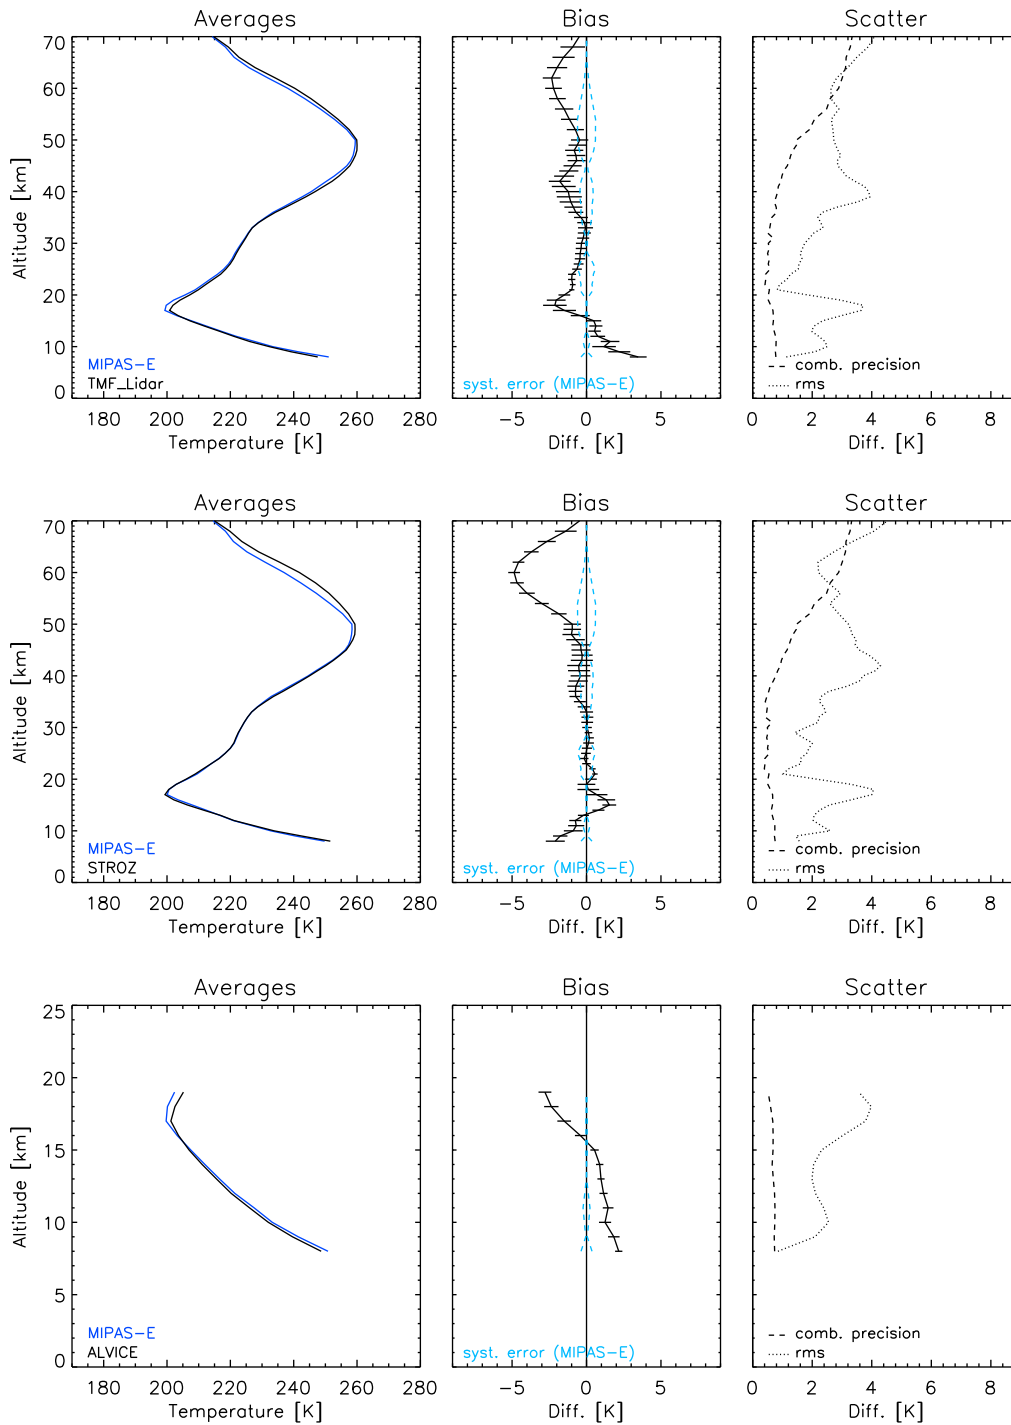 Averages
Bias
Scatter
70
60
50
40
30
20
10
0
Altitude [km]
MIPAS-E
TMF_Lidar
syst. error (MIPAS-E)
comb. precision
rms
180 200 220 240 260 280
-5 0 5
0 2 4 6 8
Temperature [K]
Diff. [K]
Diff. [K]
Averages
Bias
Scatter
70
60
50
40
30
20
10
0
Altitude [km]
MIPAS-E
STROZ
syst. error (MIPAS-E)
comb. precision
rms
180 200 220 240 260 280
-5 0 5
0 2 4 6 8
Temperature [K]
Diff. [K]
Diff. [K]
Averages
Bias
Scatter
25
20
15
10
5
0
Altitude [km]
MIPAS-E
ALVICE
syst. error (MIPAS-E)
comb. precision
rms
180 200 220 240 260 280
-5 0 5
0 2 4 6 8
Temperature [K]
Diff. [K]
Diff. [K]